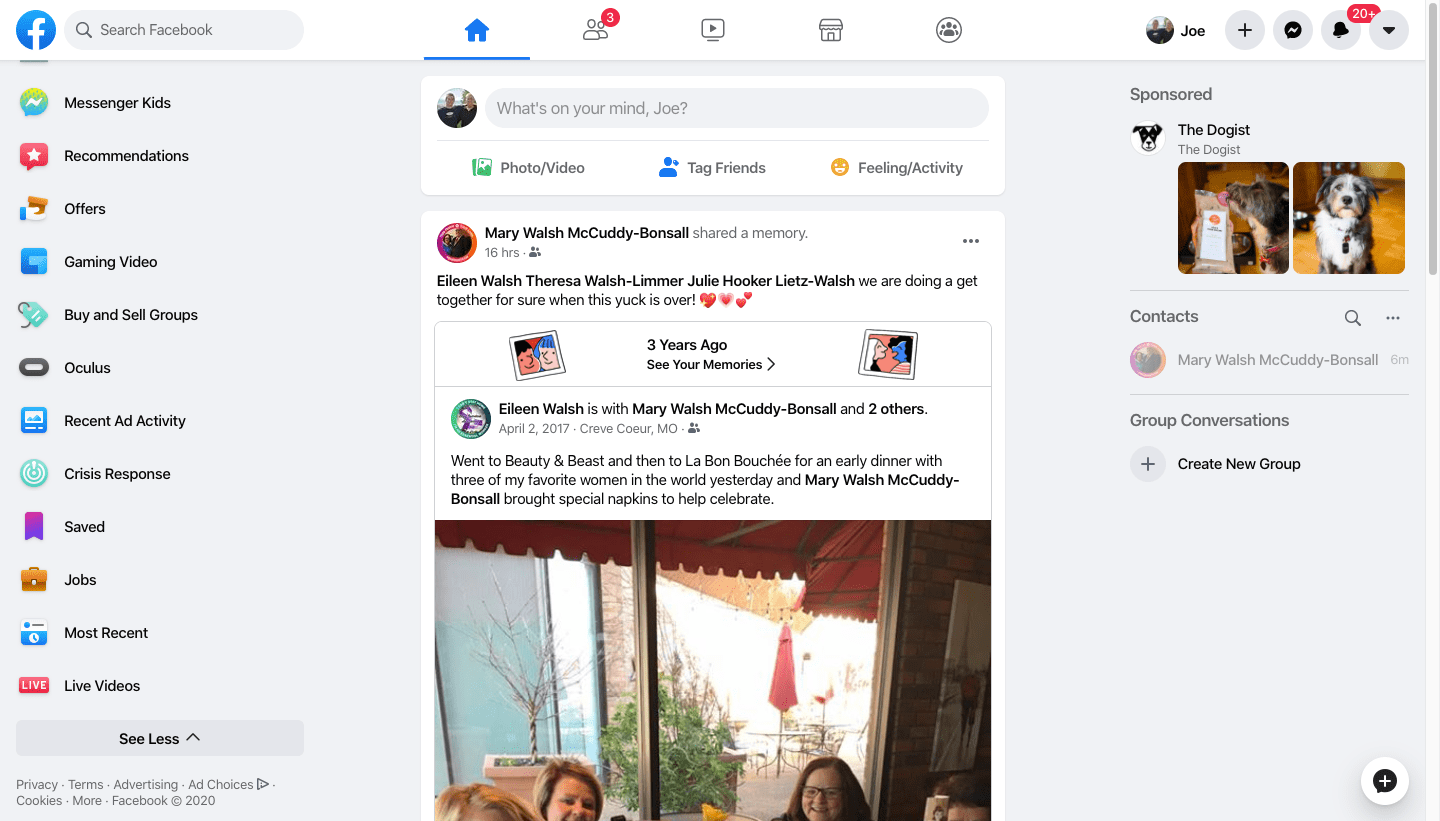 Search Facebook
3
Joe
20+
Messenger Kids
Recommendations
Offers
Gaming Video
Buy and Sell Groups
Oculus
Recent Ad Activity
Crisis Response
Saved
Jobs
Most Recent
LIVE
Live Videos
See Less
Privacy · Terms · Advertising · Ad Choices ·
Cookies · More · Facebook © 2020
What's on your mind, Joe?
Photo/Video
Tag Friends
Feeling/Activity
Mary Walsh McCuddy-Bonsall shared a memory.
16 hrs ·
Eileen Walsh Theresa Walsh-Limmer Julie Hooker Lietz-Walsh we are doing a get
together for sure when this yuck is over! 💖💗💕
3 Years Ago
See Your Memories
Eileen Walsh is with Mary Walsh McCuddy-Bonsall and 2 others.
April 2, 2017 · Creve Coeur, MO ·
Went to Beauty & Beast and then to La Bon Bouchée for an early dinner with
three of my favorite women in the world yesterday and Mary Walsh McCuddy-
Bonsall brought special napkins to help celebrate.
Sponsored
The Dogist
The Dogist
Contacts
Mary Walsh McCuddy-Bonsall 6m
Group Conversations
Create New Group